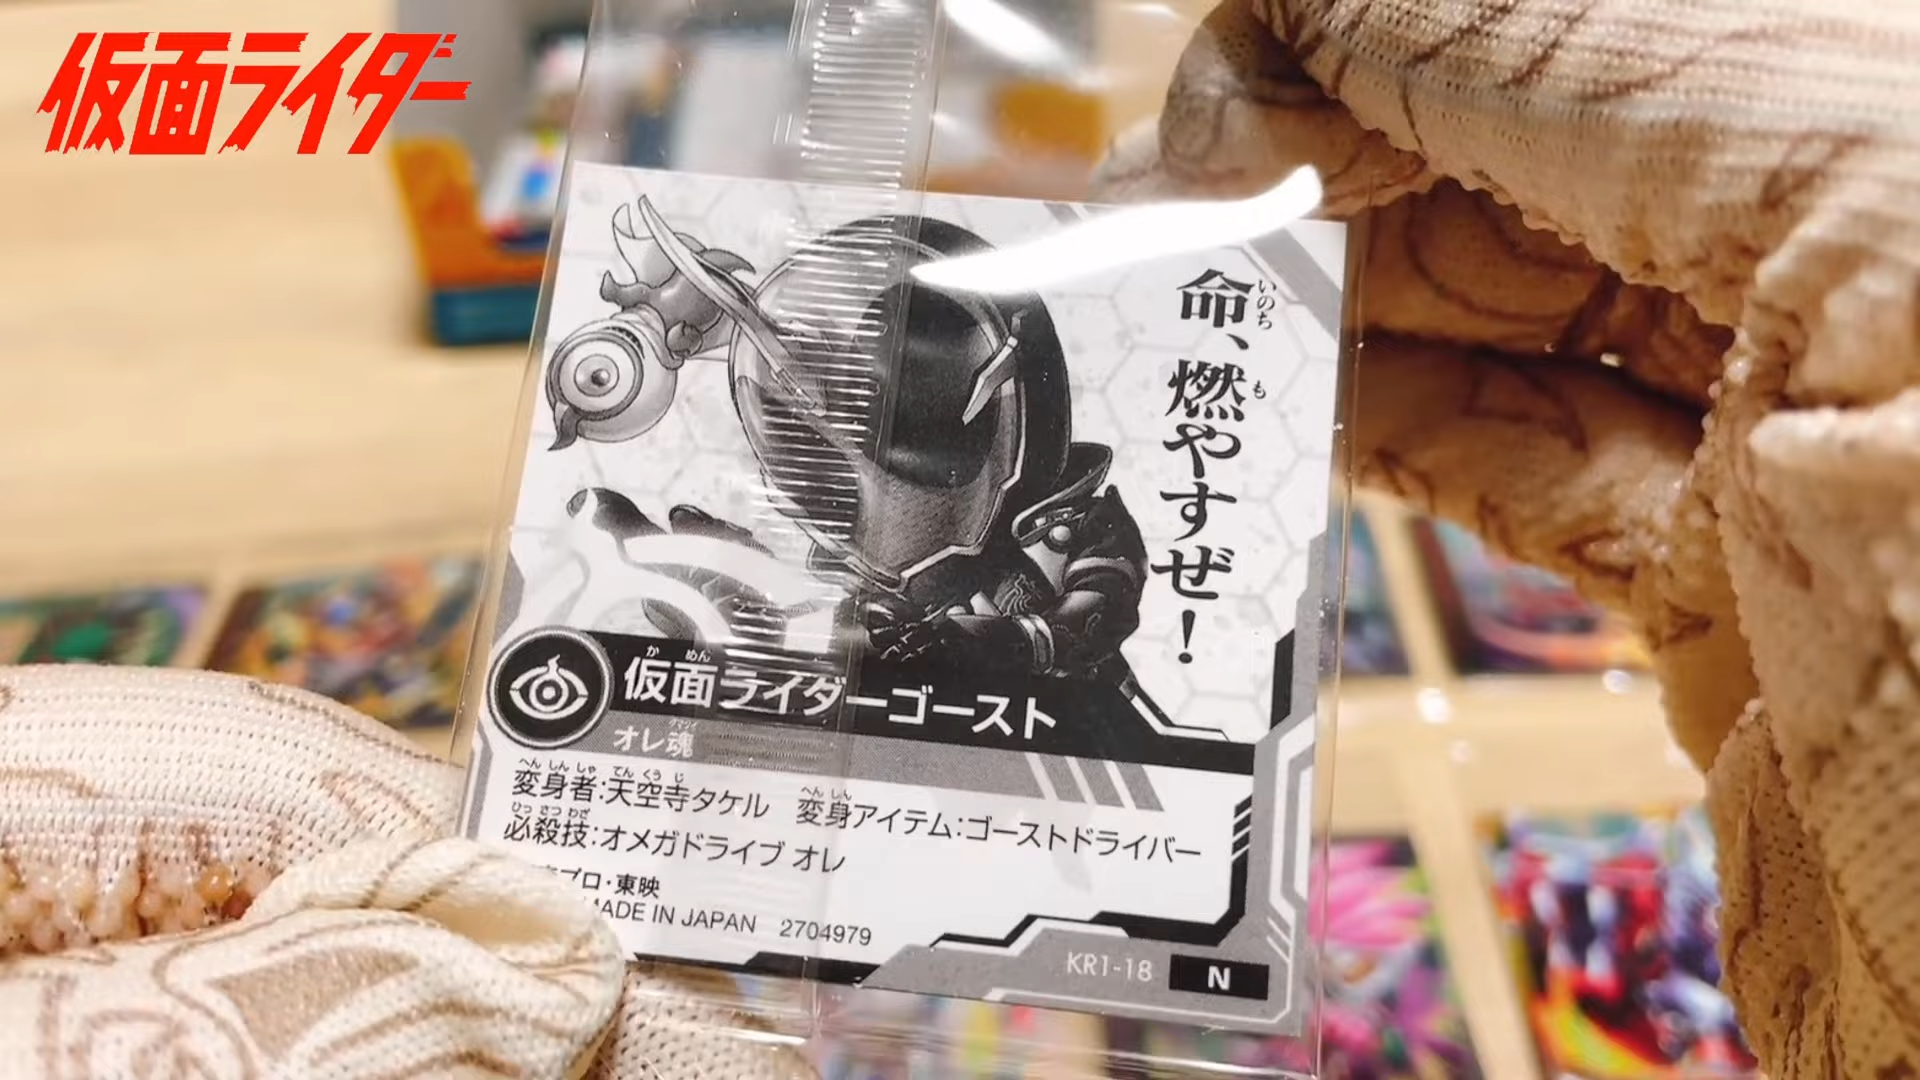 仮面ライダー
命、燃やすぜ!
いのち
も
かめん
仮面ライダーゴースト
オレ魂
へんしんしゃ てんくうじ へんしん
変身者:天空寺タケル 変身アイテム:ゴーストドライバー
ひっさつわざ
必殺技:オメガドライブ オレ
プロ・東映
MADE IN JAPAN 2704979
KR1-18 N